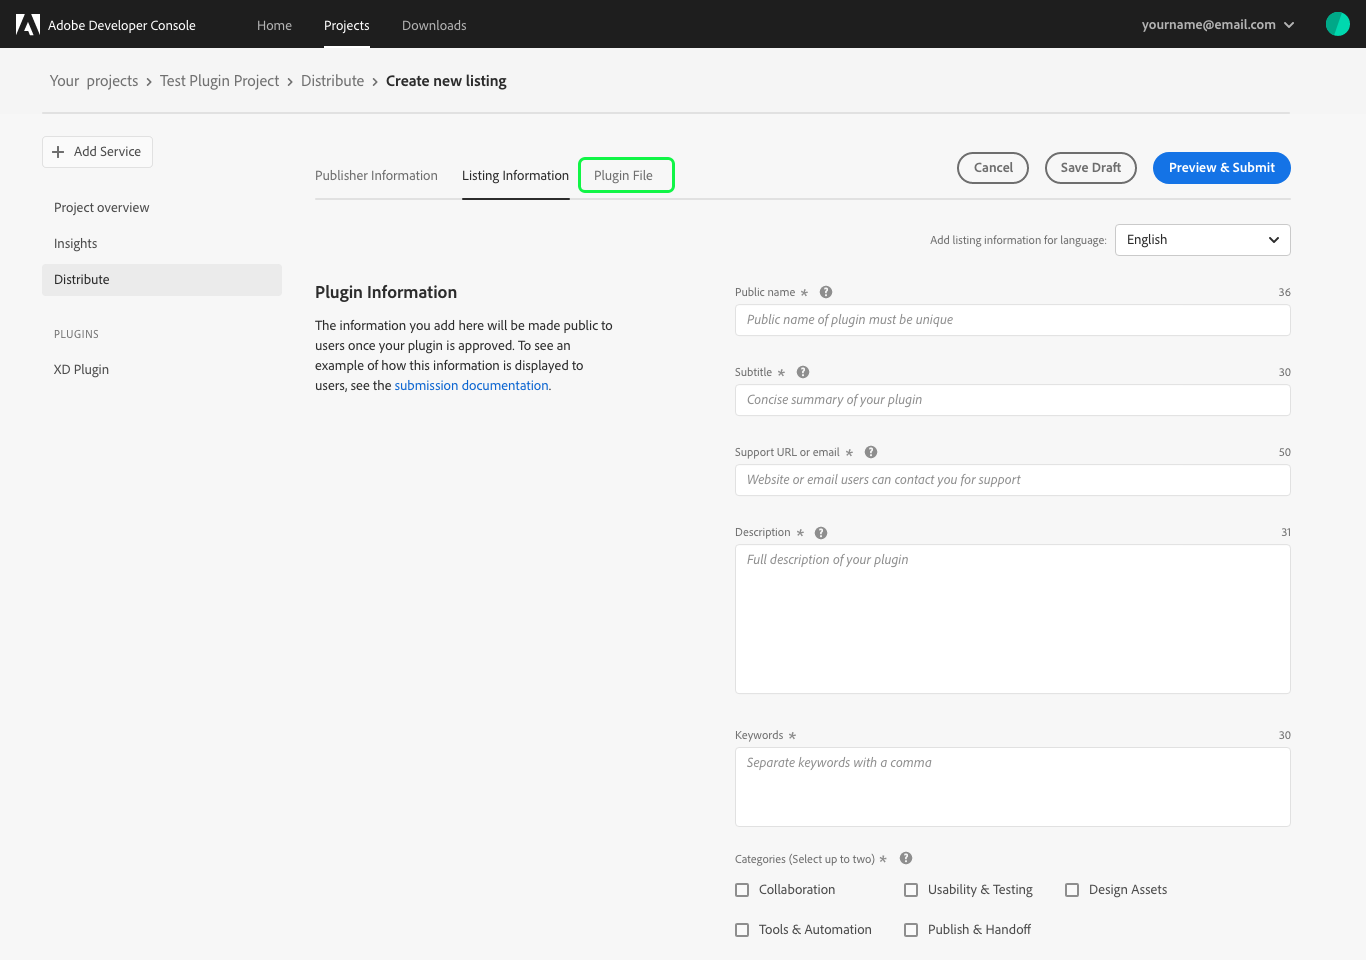 Adobe Developer Console
Home
Projects
Downloads
yourname@email.com
Your projects > Test Plugin Project > Distribute > Create new listing
Add Service
Project overview
Insights
Distribute
PLUGINS
XD Plugin
Publisher Information
Listing Information
Plugin File
Cancel
Save Draft
Preview & Submit
Add listing information for language:
English
Plugin Information
The information you add here will be made public to
users once your plugin is approved. To see an
example of how this information is displayed to
users, see the submission documentation.
Public name *
36
Public name of plugin must be unique
Subtitle *
30
Concise summary of your plugin
Support URL or email *
50
Website or email users can contact you for support
Description *
31
Full description of your plugin
Keywords *
30
Separate keywords with a comma
Categories (Select up to two) *
Collaboration
Usability & Testing
Design Assets
Tools & Automation
Publish & Handoff